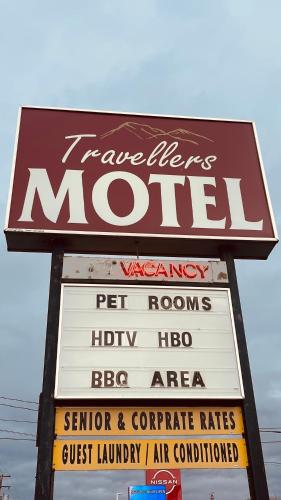 Travellers
MOTEL
VACANCY
PET ROOMS
HDTV HBO
BBQ AREA
SENIOR & CORPRATE RATES
GUEST LAUNDRY / AIR CONDITIONED
NISSAN